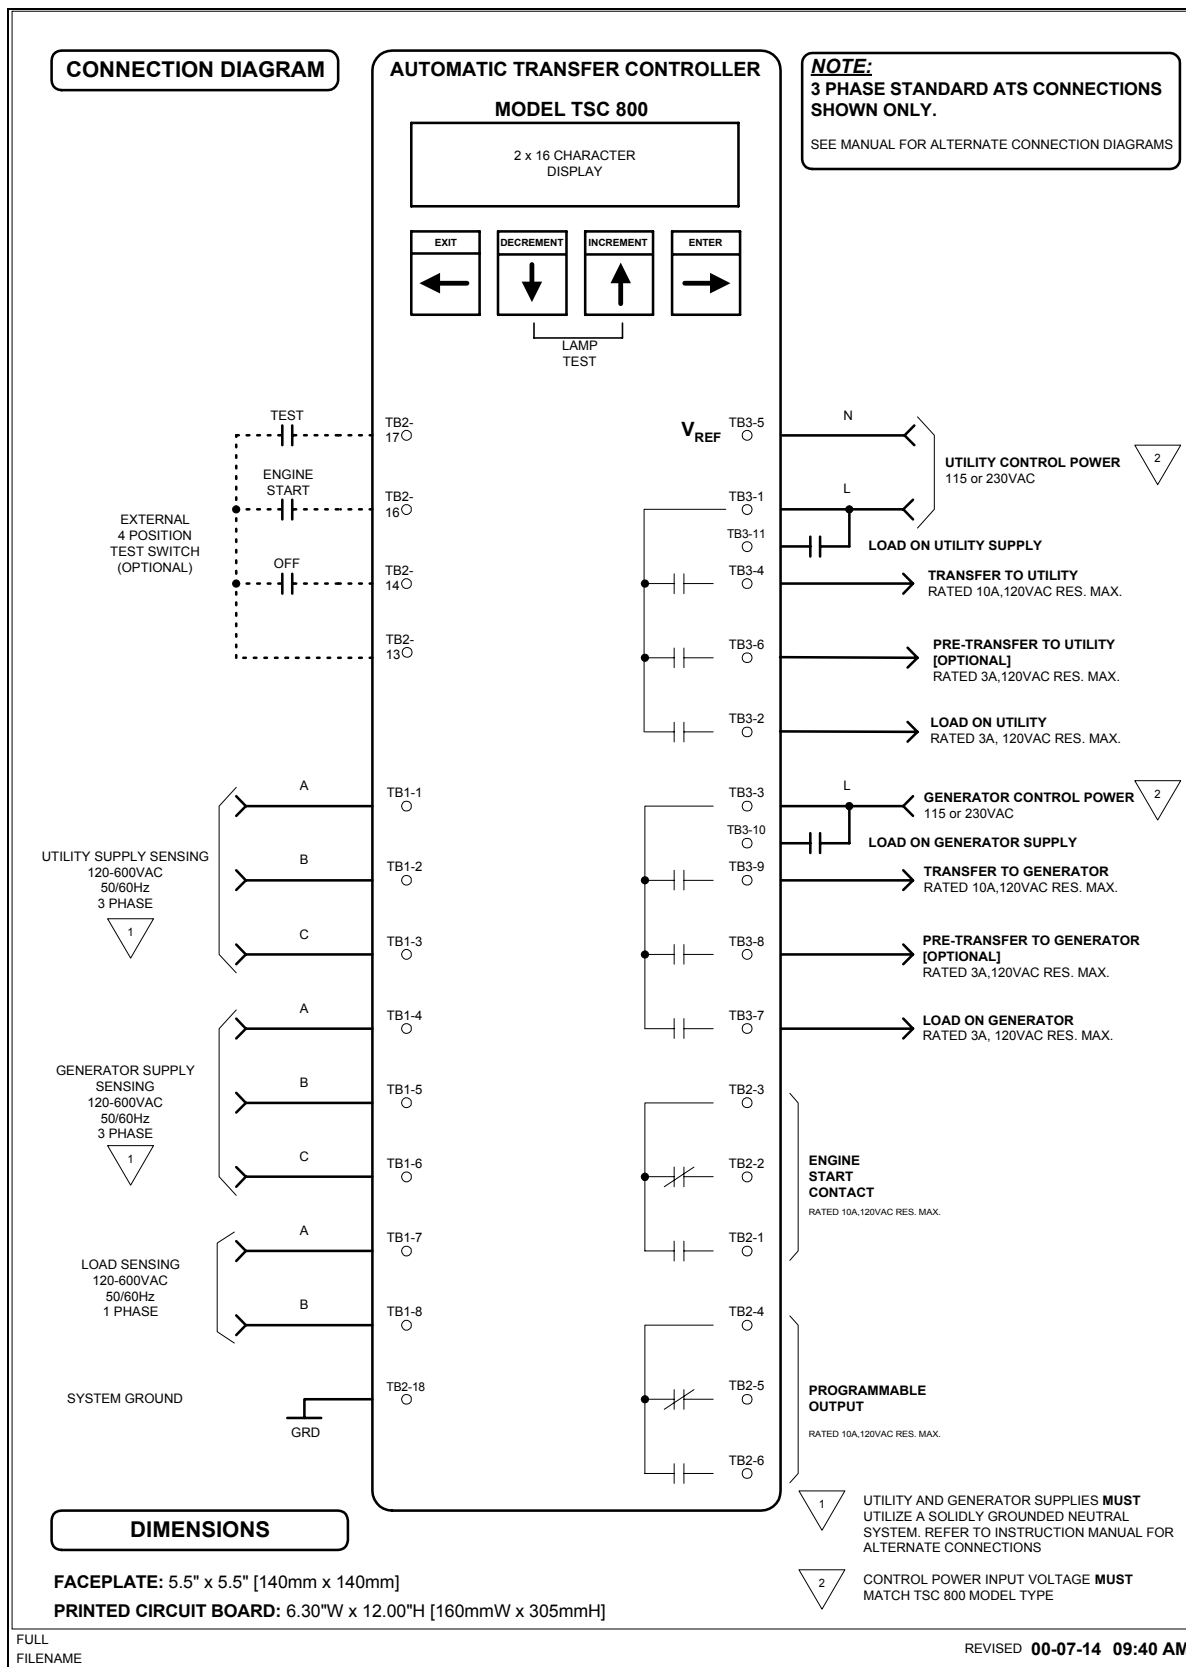 CONNECTION DIAGRAM
AUTOMATIC TRANSFER CONTROLLER
MODEL TSC 800
2 x 16 CHARACTER
DISPLAY
NOTE:
3 PHASE STANDARD ATS CONNECTIONS
SHOWN ONLY.
SEE MANUAL FOR ALTERNATE CONNECTION DIAGRAMS
EXIT
DECREMENT
INCREMENT
ENTER
LAMP
TEST
TEST
TB2-
17
ENGINE
START
TB2-
16
EXTERNAL
4 POSITION
TEST SWITCH
(OPTIONAL)
OFF
TB2-
14
TB2-
13
VREF
TB3-5
N
UTILITY CONTROL POWER
115 or 230VAC
2
TB3-1
L
TB3-11
LOAD ON UTILITY SUPPLY
TB3-4
TRANSFER TO UTILITY
RATED 10A,120VAC RES. MAX.
TB3-6
PRE-TRANSFER TO UTILITY
[OPTIONAL]
RATED 3A,120VAC RES. MAX.
TB3-2
LOAD ON UTILITY
RATED 3A, 120VAC RES. MAX.
UTILITY SUPPLY SENSING
120-600VAC
50/60Hz
3 PHASE
1
A
TB1-1
B
TB1-2
C
TB1-3
TB3-3
L
GENERATOR CONTROL POWER
115 or 230VAC
2
TB3-10
LOAD ON GENERATOR SUPPLY
TB3-9
TRANSFER TO GENERATOR
RATED 10A,120VAC RES. MAX.
TB3-8
PRE-TRANSFER TO GENERATOR
[OPTIONAL]
RATED 3A,120VAC RES. MAX.
TB3-7
LOAD ON GENERATOR
RATED 3A, 120VAC RES. MAX.
GENERATOR SUPPLY
SENSING
120-600VAC
50/60Hz
3 PHASE
1
A
TB1-4
B
TB1-5
C
TB1-6
TB2-3
TB2-2
TB2-1
ENGINE
START
CONTACT
RATED 10A,120VAC RES. MAX.
LOAD SENSING
120-600VAC
50/60Hz
1 PHASE
A
TB1-7
B
TB1-8
SYSTEM GROUND
GRD
TB2-18
TB2-4
TB2-5
TB2-6
PROGRAMMABLE
OUTPUT
RATED 10A,120VAC RES. MAX.
1
UTILITY AND GENERATOR SUPPLIES MUST
UTILIZE A SOLIDLY GROUNDED NEUTRAL
SYSTEM. REFER TO INSTRUCTION MANUAL FOR
ALTERNATE CONNECTIONS
2
CONTROL POWER INPUT VOLTAGE MUST
MATCH TSC 800 MODEL TYPE
DIMENSIONS
FACEPLATE: 5.5" x 5.5" [140mm x 140mm]
PRINTED CIRCUIT BOARD: 6.30"W x 12.00"H [160mmW x 305mmH]
FULL
FILENAME
REVISED 00-07-14 09:40 AM